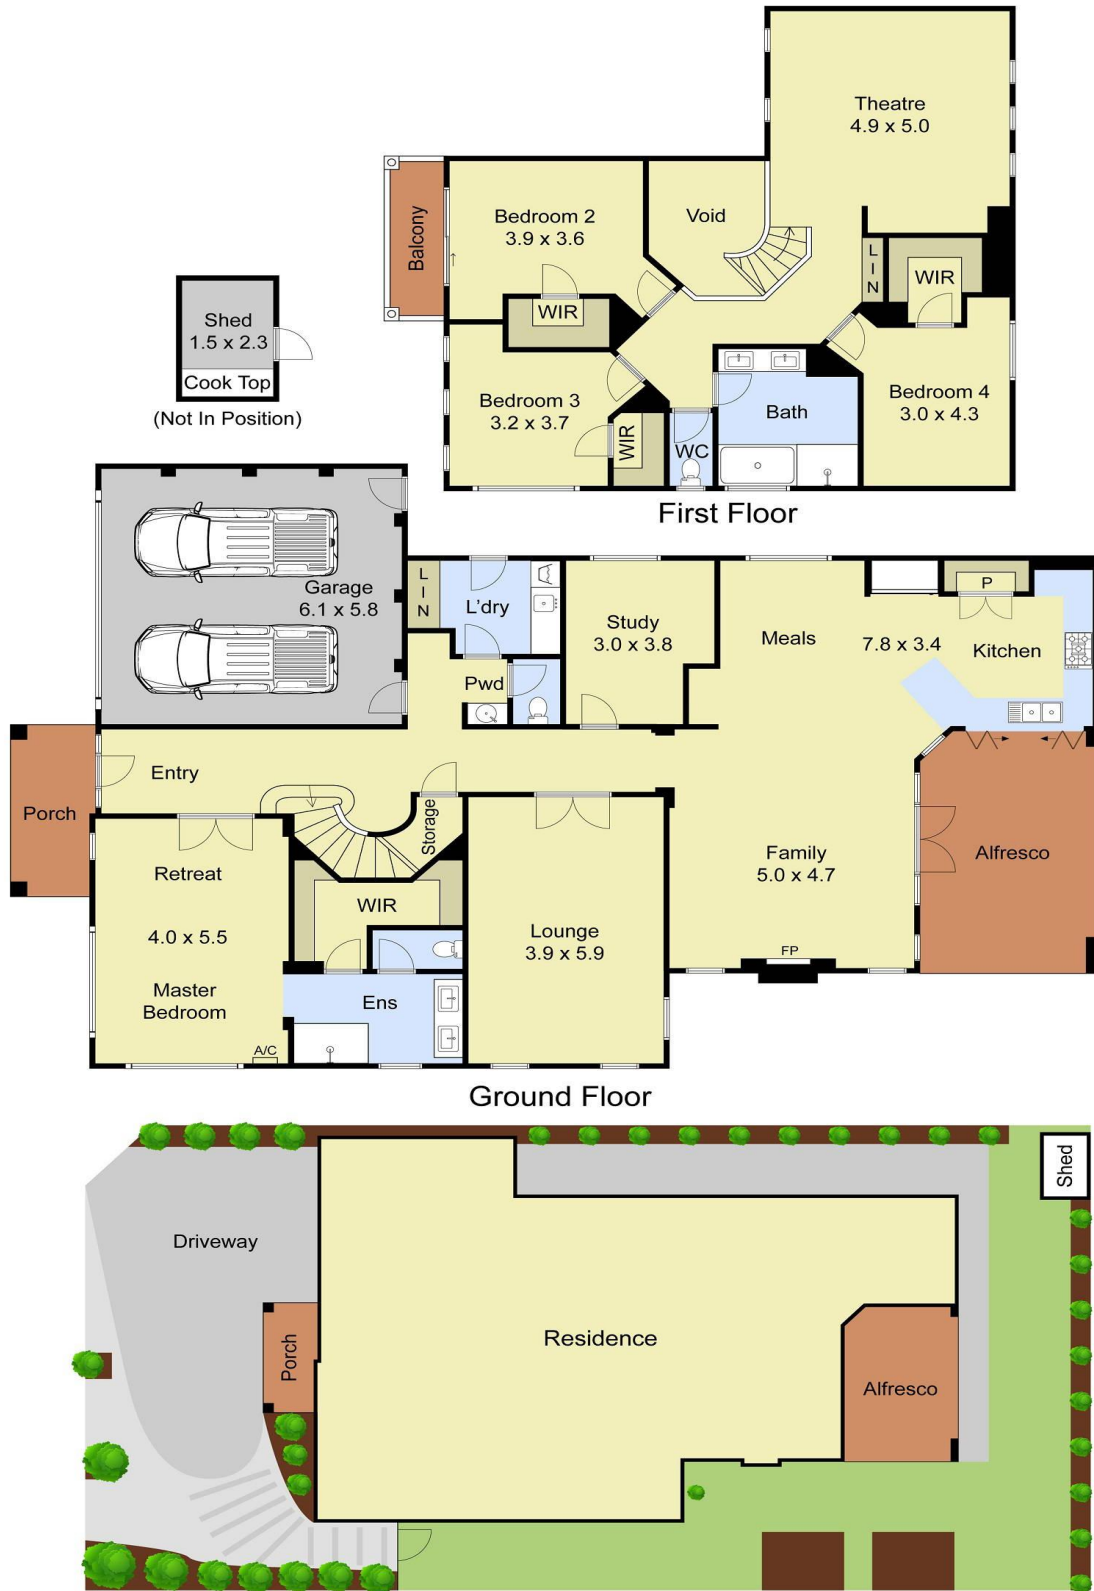 Theatre
4.9 x 5.0
Balcony
Bedroom 2
3.9 x 3.6
Void
WIR
LIN
WIR
Shed
1.5 x 2.3
Cook Top
(Not In Position)
Bedroom 3
3.2 x 3.7
WIR
WC
Bath
Bedroom 4
3.0 x 4.3
First Floor
Garage
6.1 x 5.8
LIN
L'dry
Pwd
Study
3.0 x 3.8
Meals
7.8 x 3.4
P
Kitchen
Porch
Entry
Storage
Retreat
4.0 x 5.5
Master
Bedroom
A/C
WIR
Ens
Lounge
3.9 x 5.9
Family
5.0 x 4.7
FP
Alfresco
Ground Floor
Driveway
Porch
Residence
Alfresco
Shed